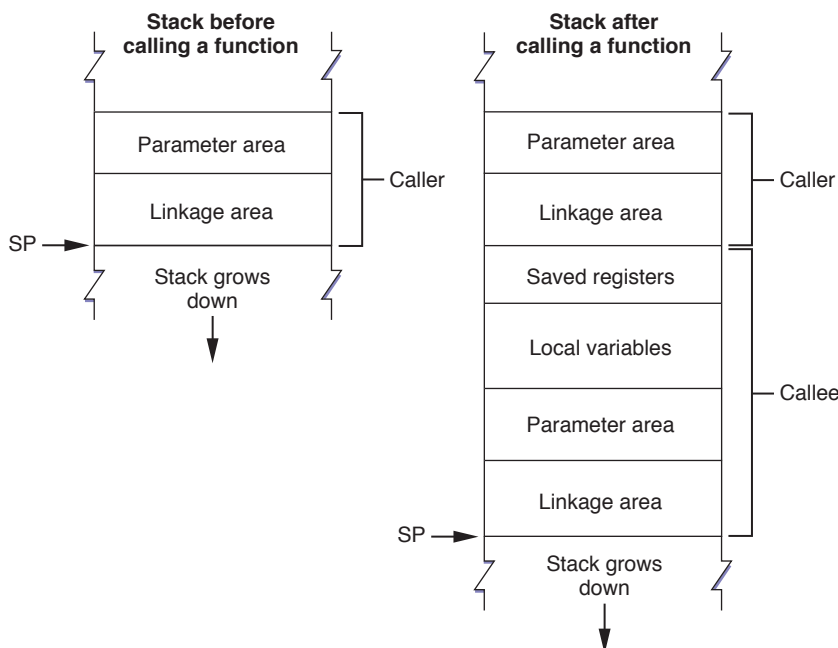 Stack before
calling a function
Parameter area
Linkage area
Caller
SP
Stack grows
down
Stack after
calling a function
Parameter area
Linkage area
Caller
Saved registers
Local variables
Parameter area
Linkage area
Callee
SP
Stack grows
down